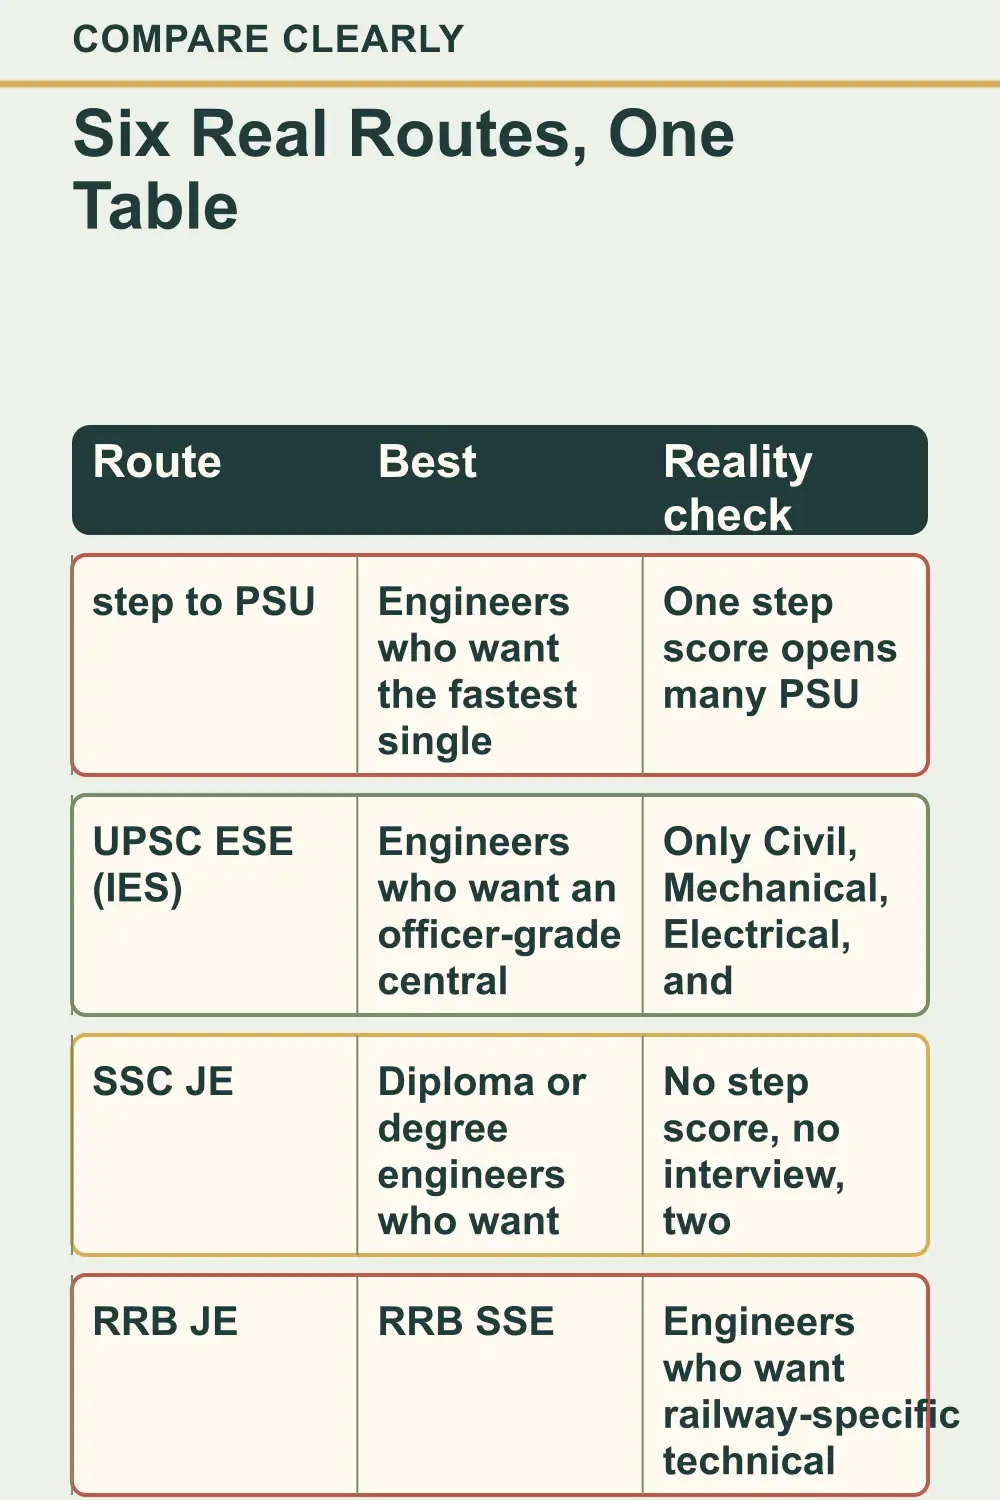 COMPARE CLEARLY
Six Real Routes, One
Table
Route
Best
Reality
check
step to PSU
Engineers
who want
the fastest
single
One step
score opens
many PSU
UPSC ESE
(IES)
Engineers
who want an
officer-grade
central
Only Civil,
Mechanical,
Electrical,
and
SSC JE
Diploma or
degree
engineers
who want
No step
score, no
interview,
two
RRB JE
RRB SSE
Engineers
who want
railway-specific
technical